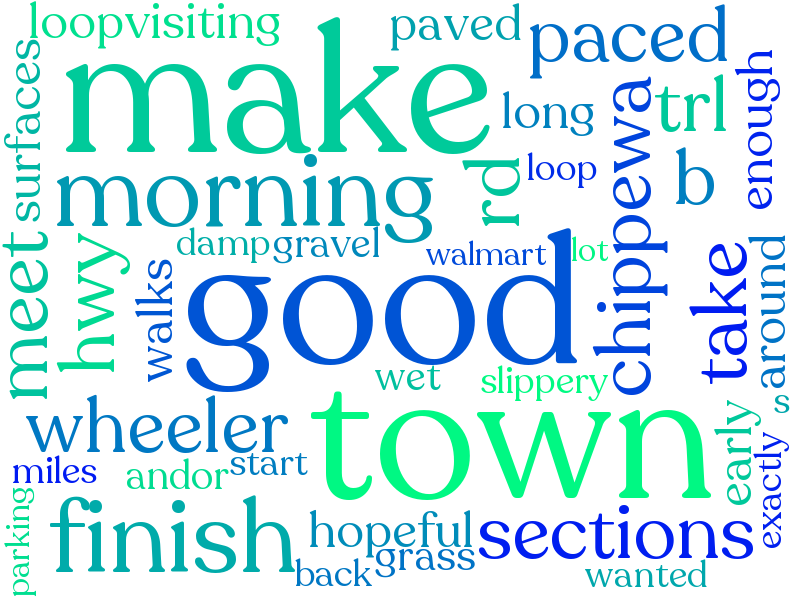 loopvisiting
paved
paced
make
surfaces
long
chippewa
trl
enough
morning
rd
loop
b
meet
hwy
damp
gravel
walmart
lot
walks
good
take
around
wet
slippery
s
wheeler
town
early
miles
andor
start
exactly
parking
finish
hopeful
sections
grass
back
wanted